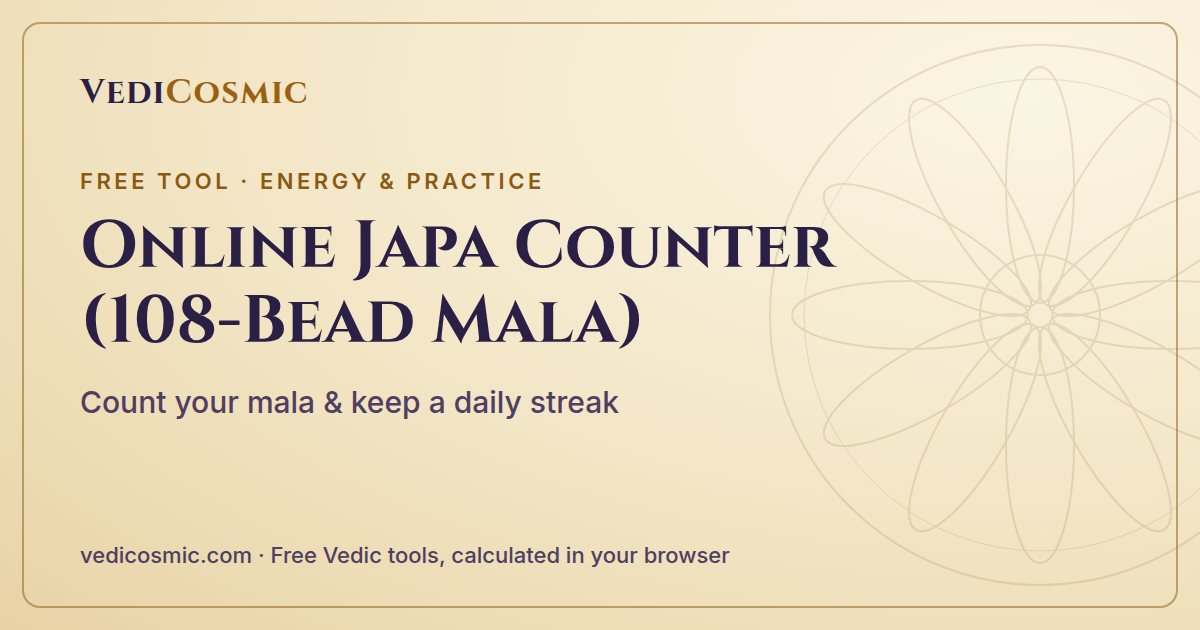 VediCosmic
FREE TOOL · ENERGY & PRACTICE
Online Japa Counter
(108-Bead Mala)
Count your mala & keep a daily streak
vedicosmic.com · Free Vedic tools, calculated in your browser